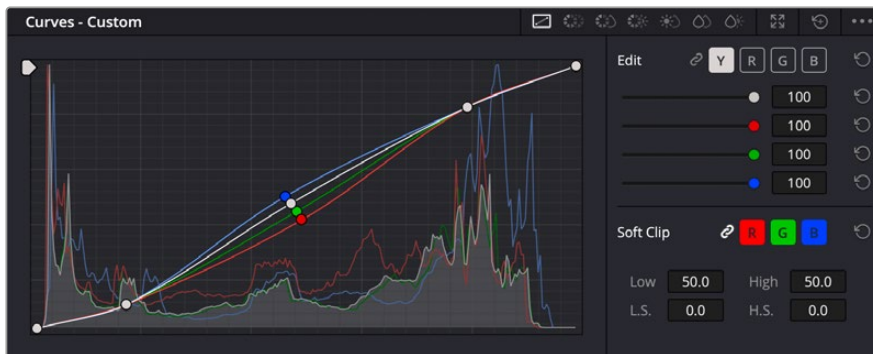 Curves - Custom
Edit Y R G B
100
100
100
100
Soft Clip R G B
Low 50.0 High 50.0
L.S. 0.0 H.S. 0.0